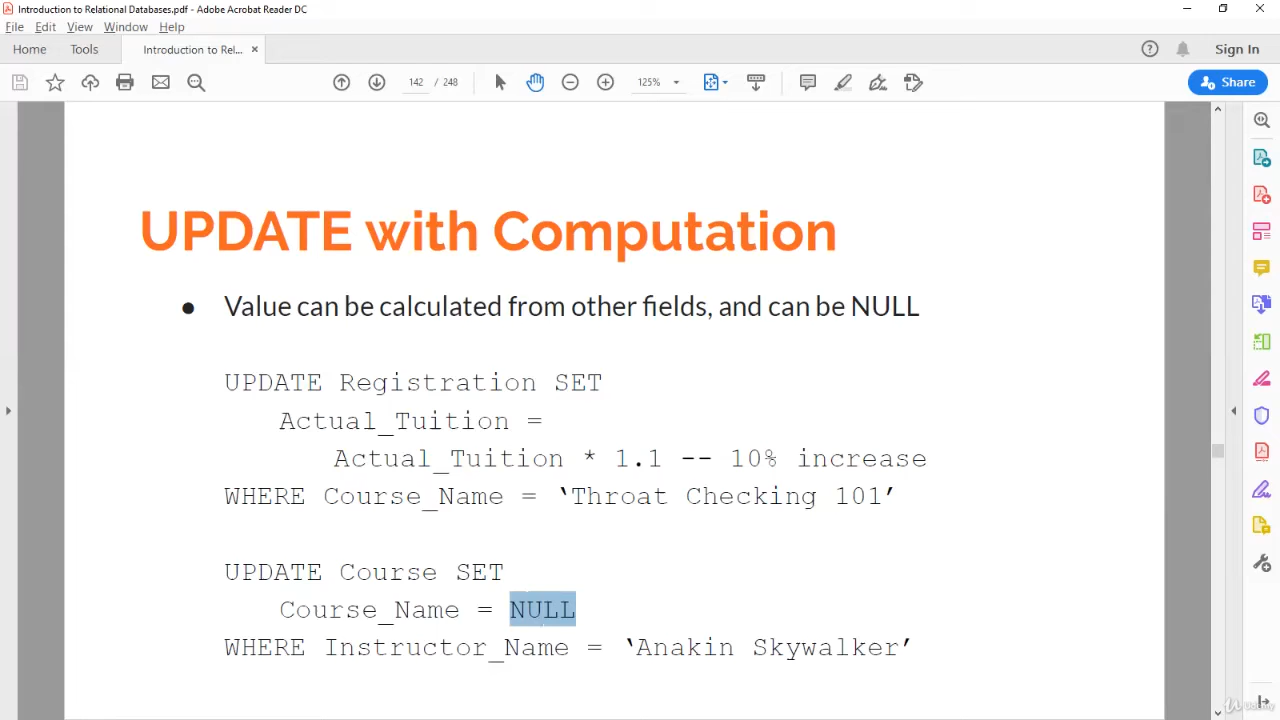 Introduction to Relational Databases.pdf - Adobe Acrobat Reader DC
File Edit View Window Help
Home Tools Introduction to Rel... × Sign In
142 / 248 125% Share
UPDATE with Computation
● Value can be calculated from other fields, and can be NULL
UPDATE Registration SET
Actual_Tuition =
Actual_Tuition * 1.1 -- 10% increase
WHERE Course_Name = ‘Throat Checking 101’
UPDATE Course SET
Course_Name = NULL
WHERE Instructor_Name = ‘Anakin Skywalker’
Udemy